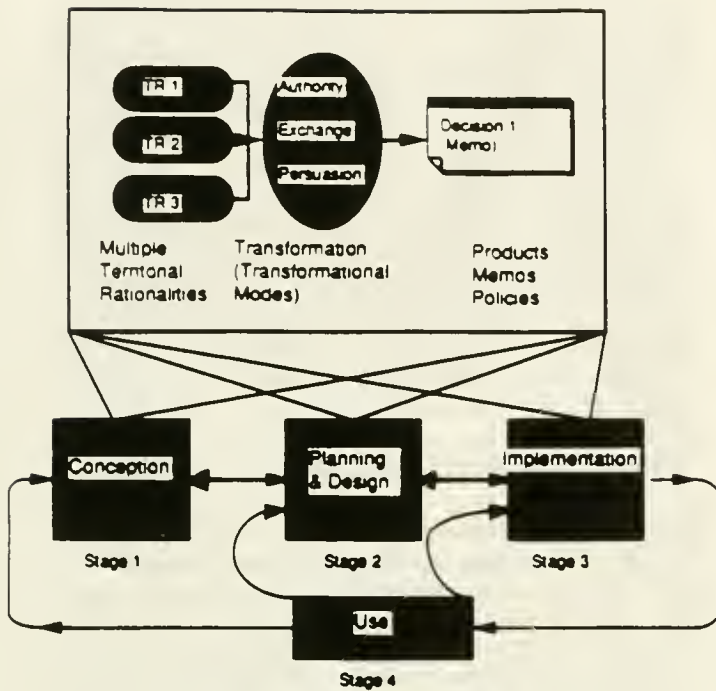 TR 1
TR 2
TR 3
Authority
Exchange
Persuasion
Decision 1
Memo)
Multiple
Territorial
Rationalities
Transformation
(Transformational
Modes)
Products
Memos
Policies
Conception
Planning
& Design
Implementation
Stage 1
Stage 2
Stage 3
Use
Stage 4